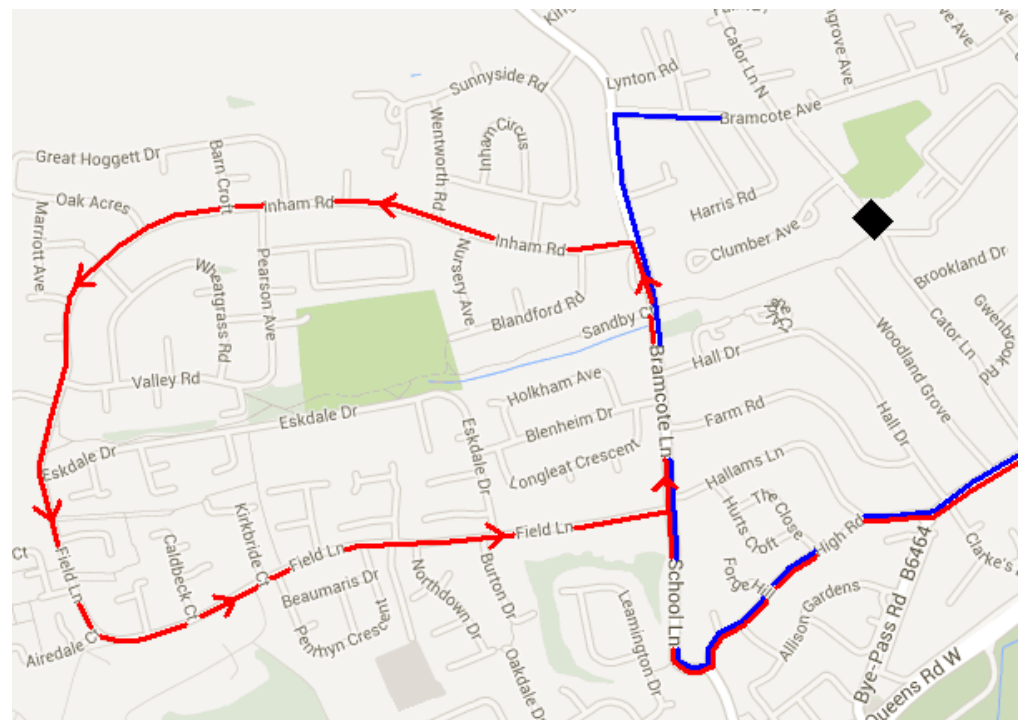 Sunnyside Rd
Lynton Rd
Cator Ln N
Bramcote Ave
Wentworth Rd
Inham Circus
Great Hoggett Dr
Barn Croft
Oak Acres
Marriott Ave
Inham Rd
Harris Rd
Inham Rd
Clumber Ave
Nursery Ave
Pearson Ave
Wheatgrass Rd
Brookland Dr
Blandford Rd
Gwenbrook Rd
Cator Ln
Woodland Grove
Bramcote Ln
Hall Dr
Valley Rd
Holkham Ave
Eskdale Dr
Blenheim Dr
Farm Rd
Hall Dr
Eskdale Dr
Eskdale Dr
Longleat Crescent
Hallams Ln
The Close
Hurts Croft
Kirkbride Ct
Field Ln
High Rd
Field Ln
Ct
Field Ln
Caldbeck Ct
Beaumaris Dr
Northdown Dr
Burton Dr
School Ln
Forge Hill
Allison Gardens
Bye-Pass Rd B6464
Clarke's
Leamington Dr
Airedale Ct
Penrhyn Crescent
Oakdale Dr
Queens Rd W